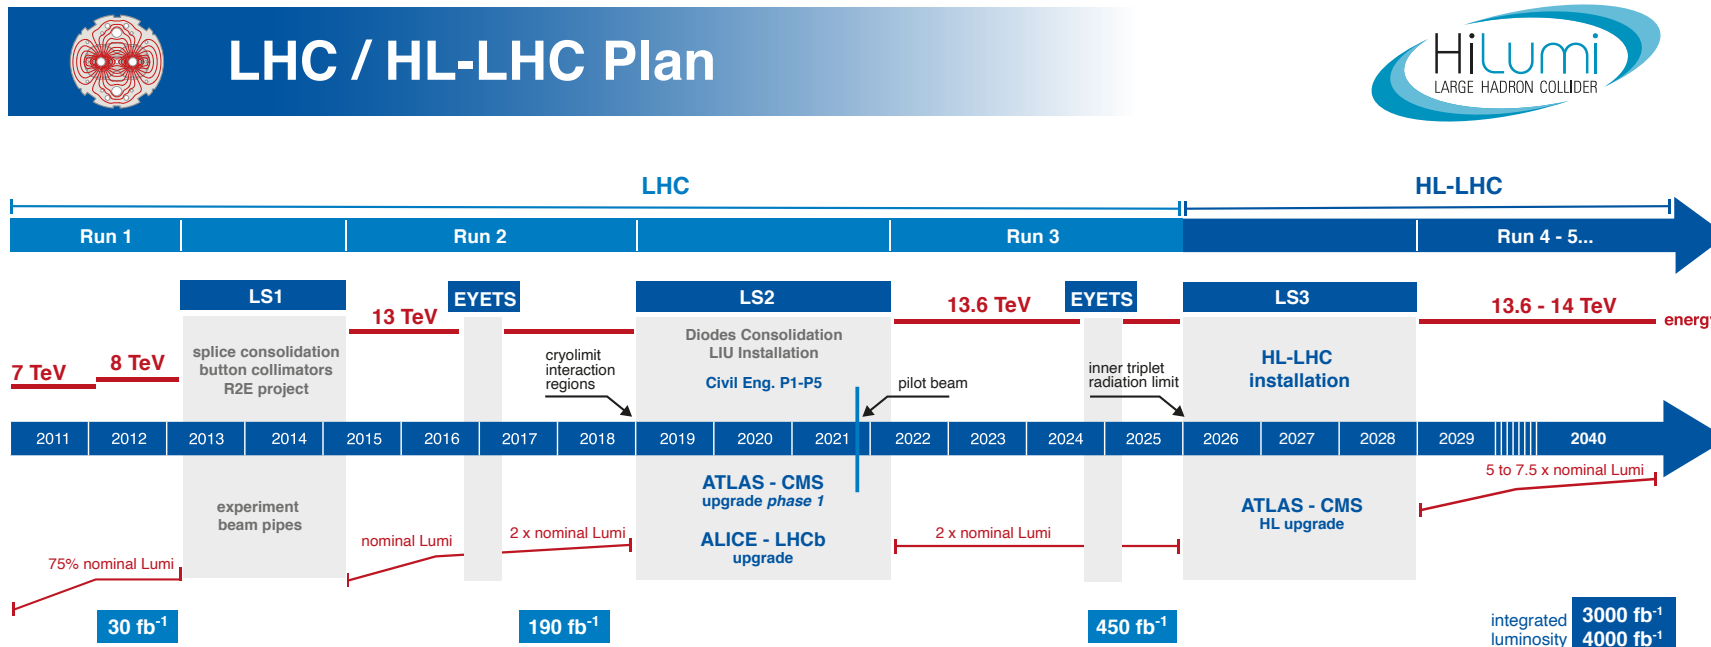 LHC / HL-LHC Plan
HiLumi
LARGE HADRON COLLIDER
LHC
HL-LHC
Run 1
Run 2
Run 3
Run 4 - 5...
LS1
EYETS
LS2
EYETS
LS3
13 TeV
13.6 TeV
13.6 - 14 TeV
energy
7 TeV
8 TeV
splice consolidation
button collimators
R2E project
cryolimit
interaction
regions
Diodes Consolidation
LIU Installation
Civil Eng. P1-P5
pilot beam
inner triplet
radiation limit
HL-LHC
installation
2011 2012 2013 2014 2015 2016 2017 2018 2019 2020 2021 2022 2023 2024 2025 2026 2027 2028 2029 2040
5 to 7.5 x nominal Lumi
experiment
beam pipes
ATLAS - CMS
upgrade phase 1
ALICE - LHCb
upgrade
ATLAS - CMS
HL upgrade
75% nominal Lumi
nominal Lumi
2 x nominal Lumi
2 x nominal Lumi
30 fb⁻¹
190 fb⁻¹
450 fb⁻¹
integrated
luminosity
3000 fb⁻¹
4000 fb⁻¹